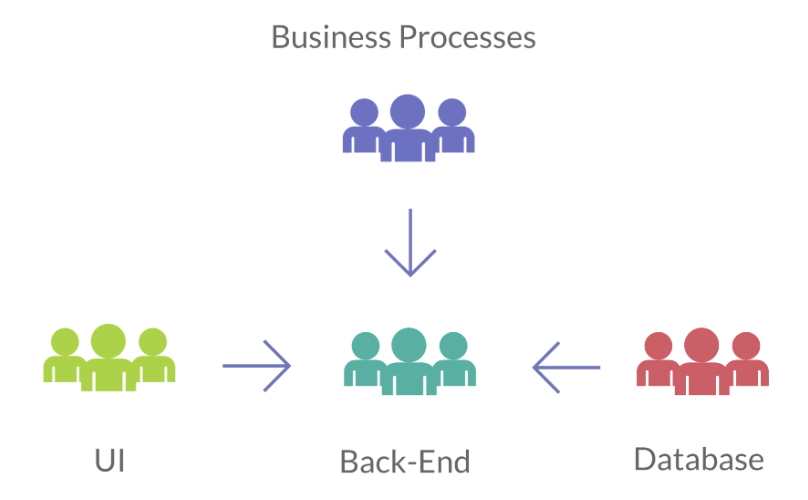 Business Processes
UI
Back-End
Database